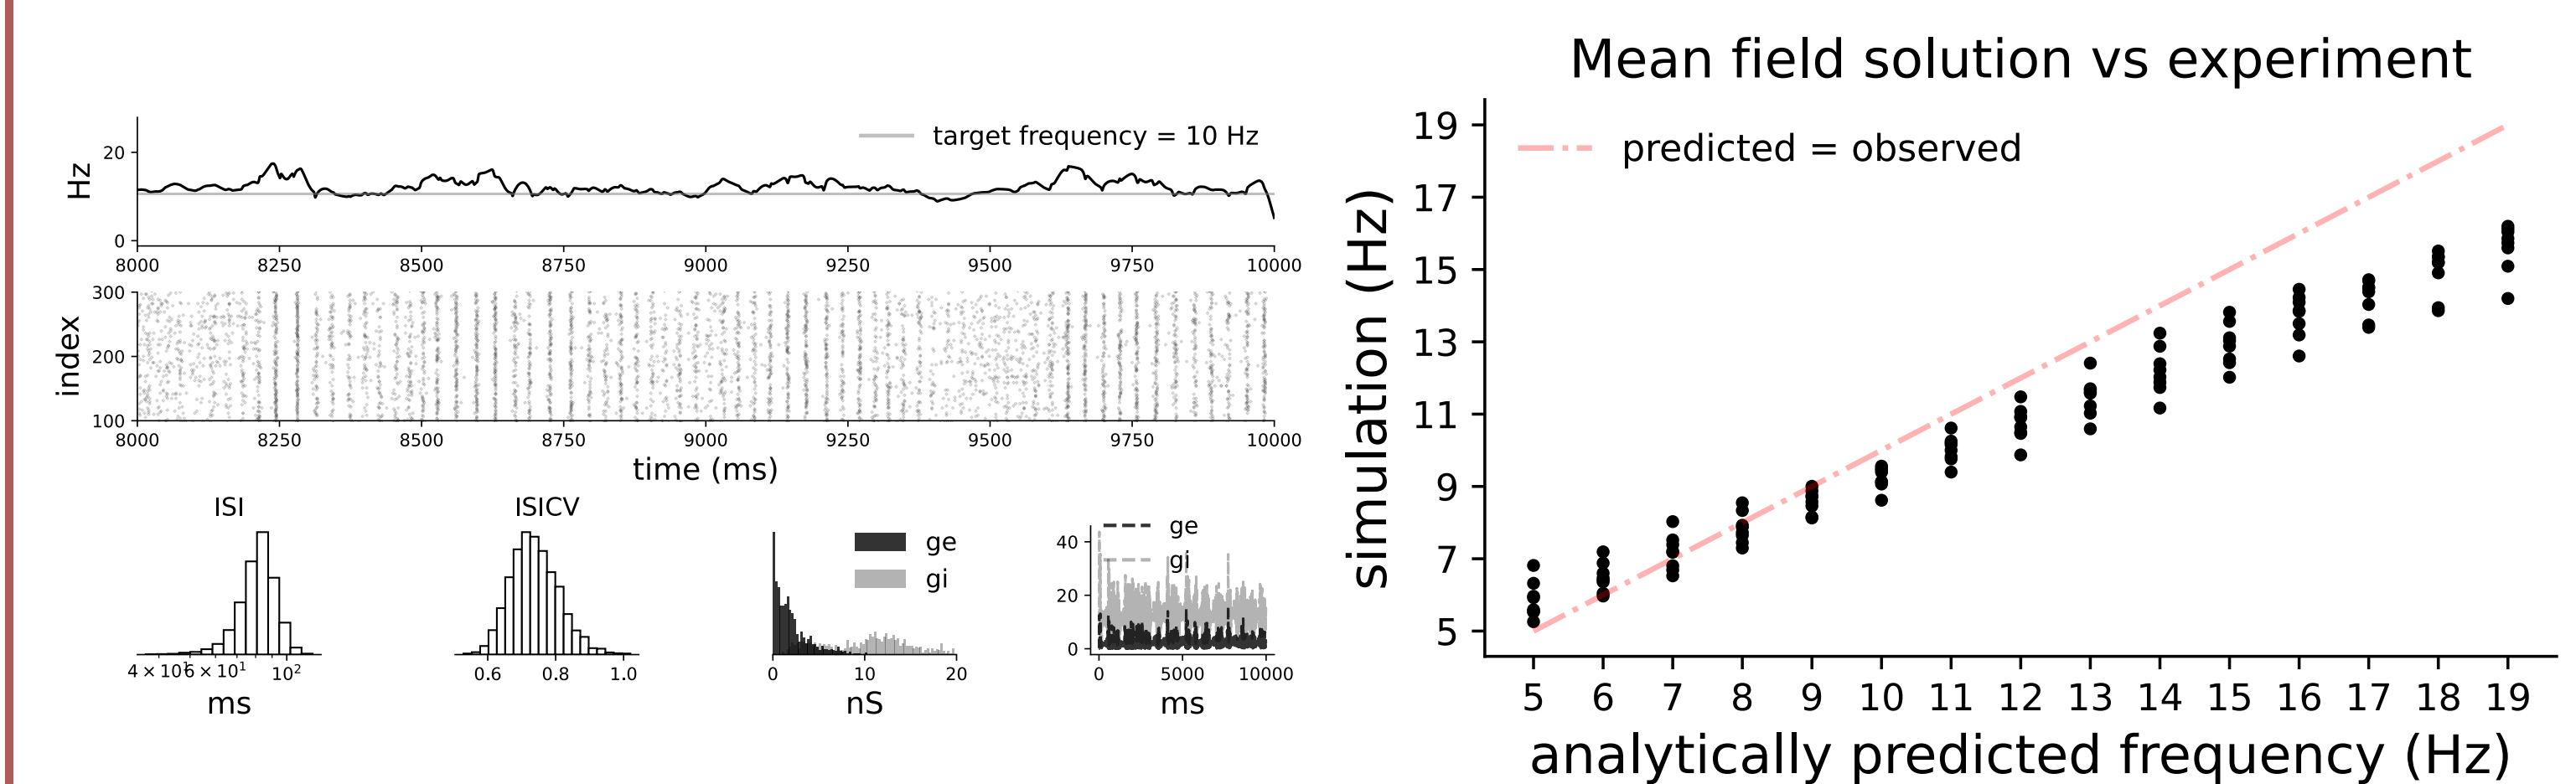 target frequency = 10 Hz
Hz
20
0
8000 8250 8500 8750 9000 9250 9500 9750 10000
index
300
200
100
8000 8250 8500 8750 9000 9250 9500 9750 10000
time (ms)
ISI
4 × 10¹ 6 × 10¹ 10²
ms
ISICV
0.6 0.8 1.0
ge
gi
0 10 20
nS
ge
gi
40
20
0
0 5000 10000
ms
Mean field solution vs experiment
predicted = observed
simulation (Hz)
19
17
15
13
11
9
7
5
5 6 7 8 9 10 11 12 13 14 15 16 17 18 19
analytically predicted frequency (Hz)